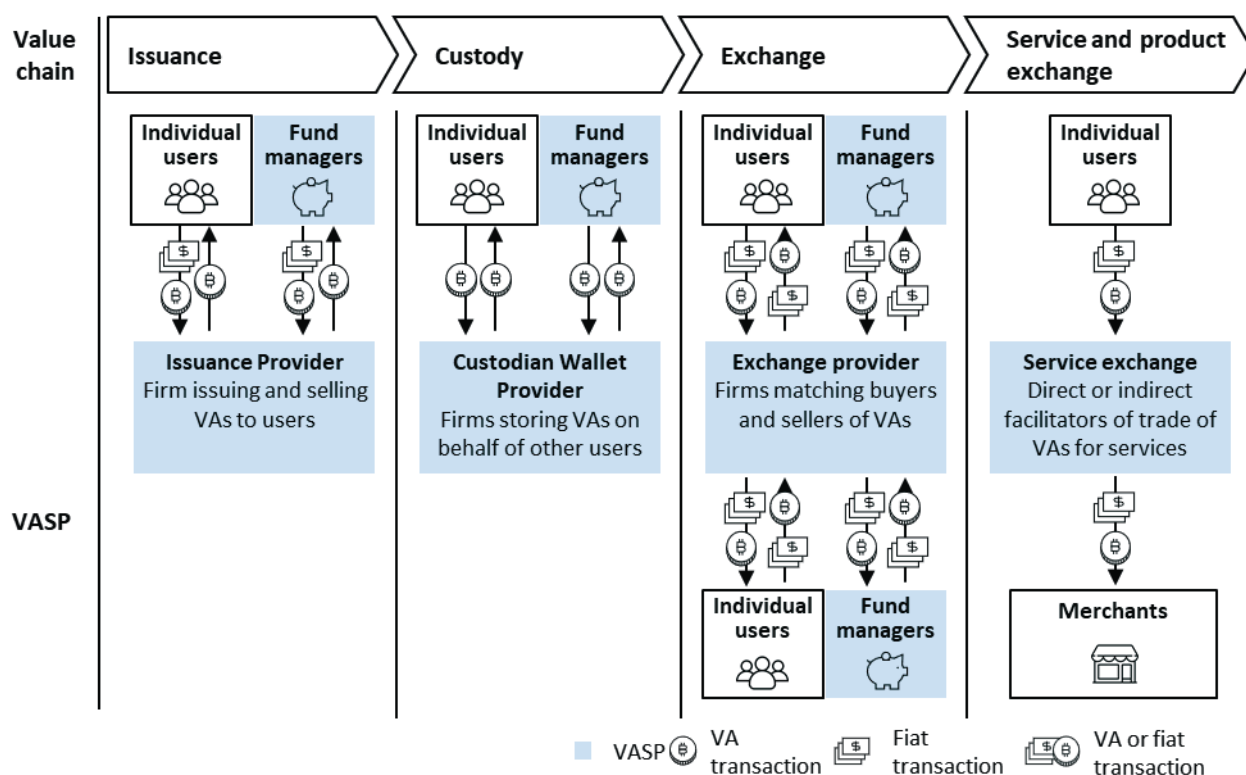 Value
chain
Issuance
Custody
Exchange
Service and product
exchange
Individual
users
Fund
managers
Individual
users
Fund
managers
Individual
users
Fund
managers
Individual
users
Issuance Provider
Firm issuing and selling
VAs to users
Custodian Wallet
Provider
Firms storing VAs on
behalf of other users
Exchange provider
Firms matching buyers
and sellers of VAs
Service exchange
Direct or indirect
facilitators of trade of
VAs for services
VASP
Individual
users
Fund
managers
Merchants
VASP
VA
transaction
Fiat
transaction
VA or fiat
transaction